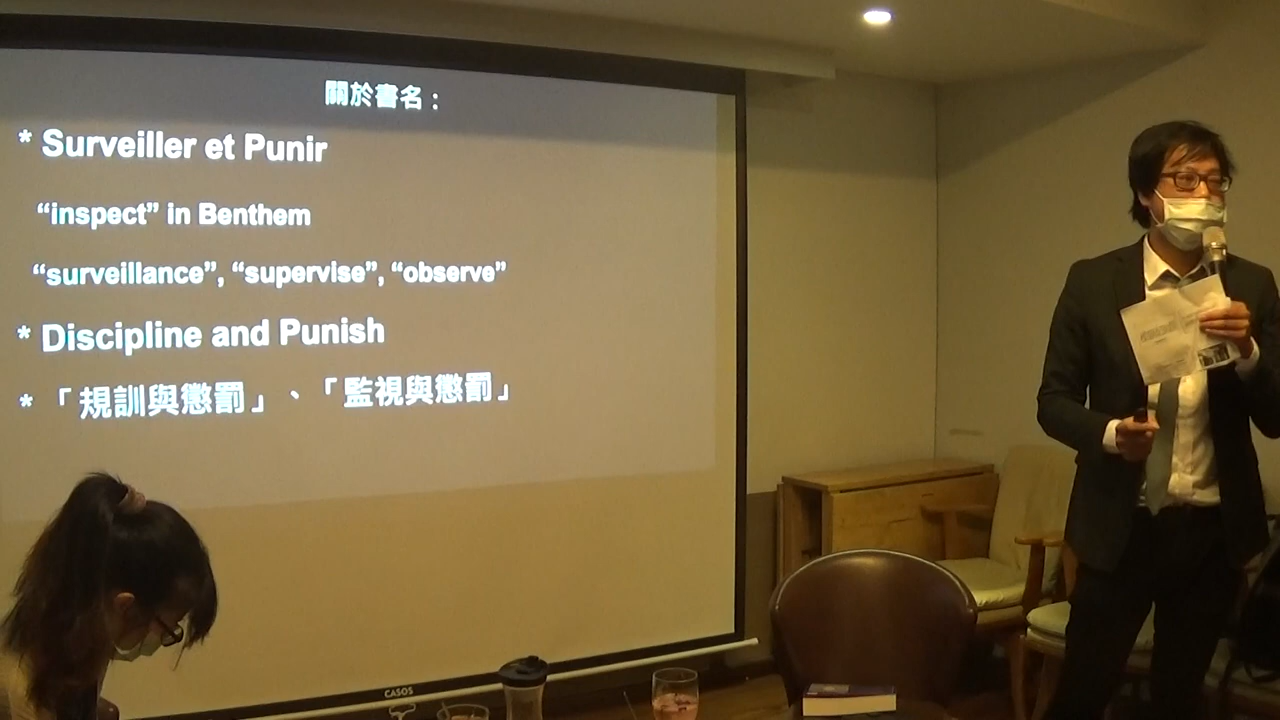 關於書名：
* Surveiller et Punir
“inspect” in Benthem
“surveillance”, “supervise”, “observe”
* Discipline and Punish
* 「規訓與懲罰」、「監視與懲罰」
CASOS